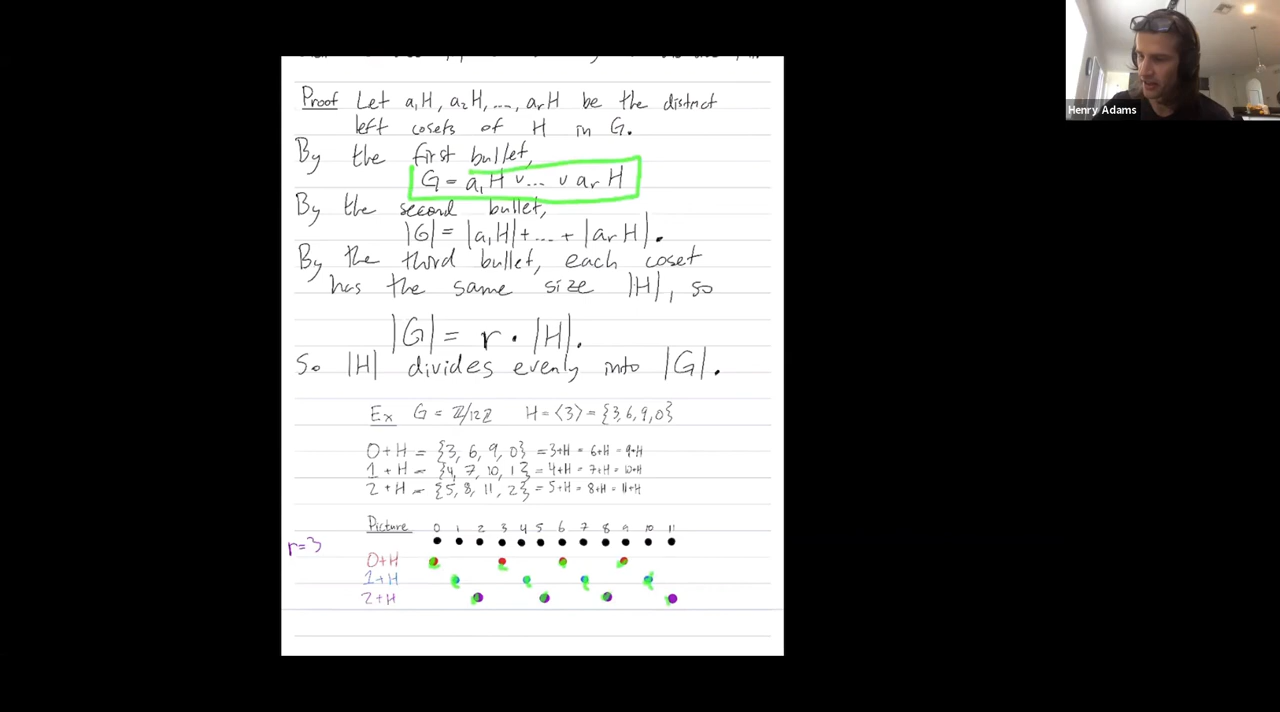 Henry Adams
Proof Let a₁H, a₂H, ...., aᵣH be the distict
left cosets of H in G.
By the first bullet,
G = a₁H ∪ ... ∪ aᵣH
By the second bullet,
|G| = |a₁H| + ... + |aᵣH|.
By the third bullet, each coset
has the same size |H|, so
|G| = r · |H|.
So |H| divides evenly into |G|.
Ex G = ℤ/12ℤ H = ⟨3⟩ = {3, 6, 9, 0}
0+H = {3, 6, 9, 0} = 3+H = 6+H = 9+H
1+H = {4, 7, 10, 1} = 4+H = 7+H = 10+H
2+H = {5, 8, 11, 2} = 5+H = 8+H = 11+H
Picture 0 1 2 3 4 5 6 7 8 9 10 11
r=3
0+H
1+H
2+H